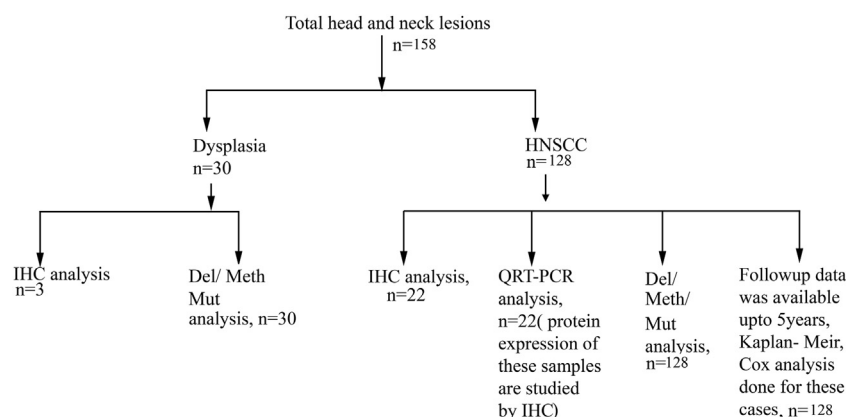 Total head and neck lesions
n=158
Dysplasia
n=30
HNSCC
n=128
IHC analysis
n=3
Del/ Meth
Mut
analysis, n=30
IHC analysis,
n=22
QRT-PCR
analysis,
n=22( protein
expression of
these samples
are studied
by IHC)
Del/
Meth/
Mut
analysis,
n=128
Followup data
was available
upto 5years,
Kaplan- Meir,
Cox analysis
done for these
cases, n=128